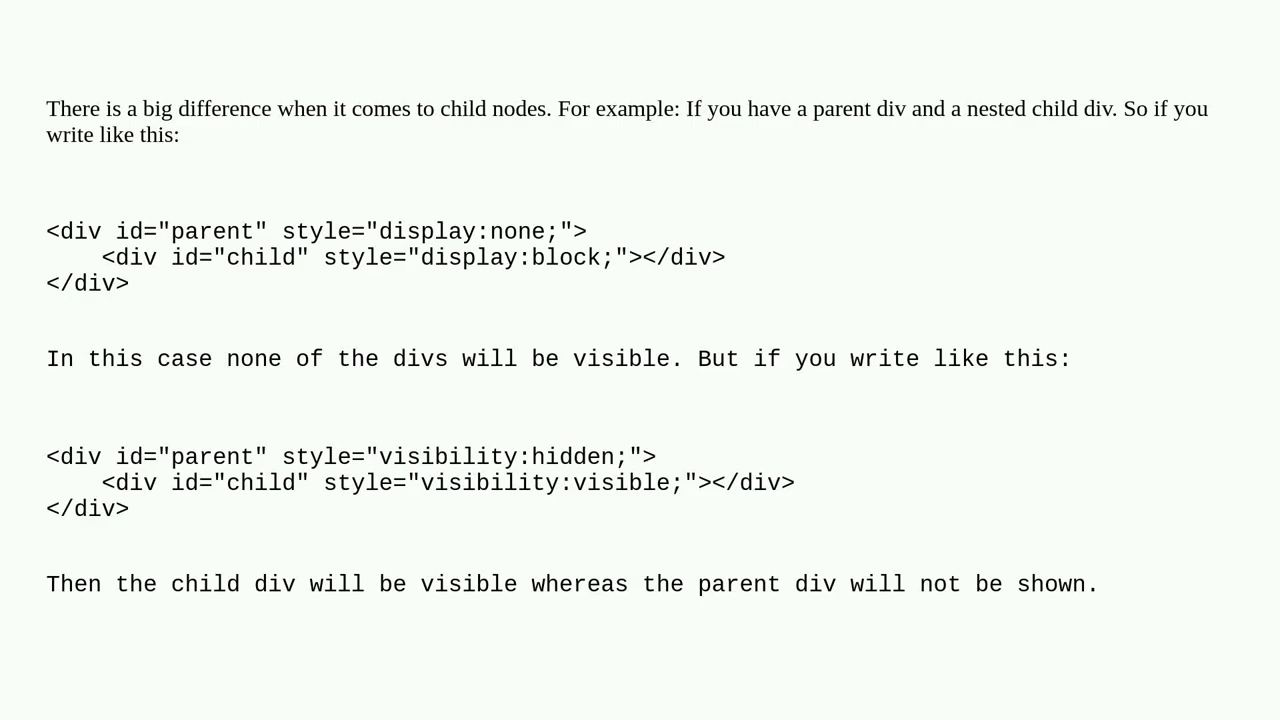 There is a big difference when it comes to child nodes. For example: If you have a parent div and a nested child div. So if you
write like this:
<div id="parent" style="display:none;">
    <div id="child" style="display:block;"></div>
</div>
In this case none of the divs will be visible. But if you write like this:
<div id="parent" style="visibility:hidden;">
    <div id="child" style="visibility:visible;"></div>
</div>
Then the child div will be visible whereas the parent div will not be shown.